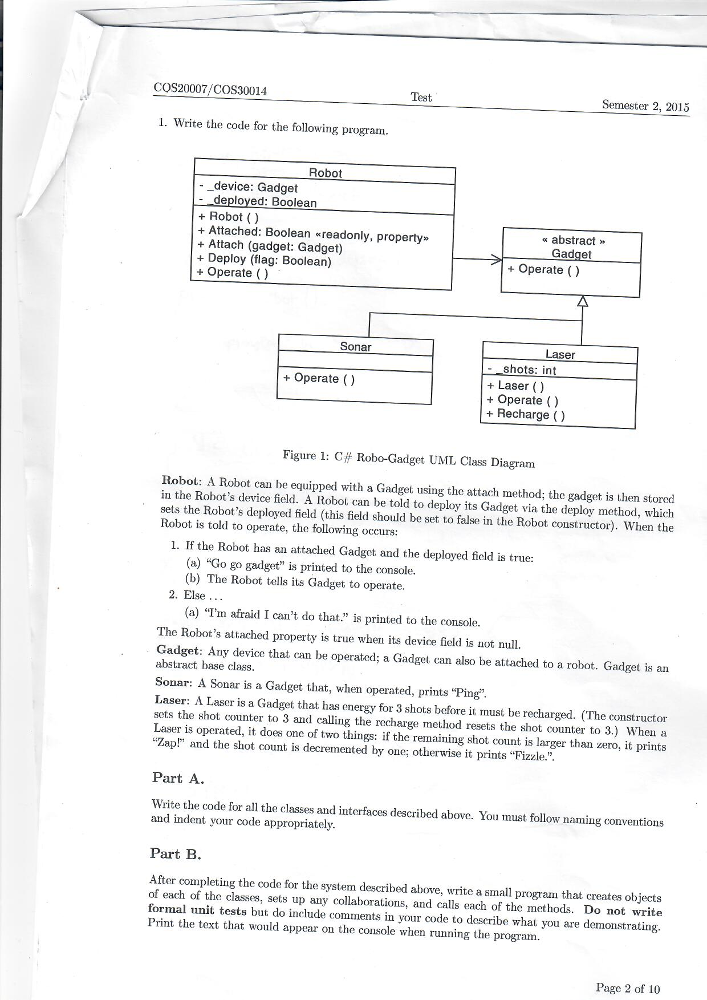 COS20007/COS30014
Test
Semester 2, 2015
1. Write the code for the following program.
Robot
- _device: Gadget
- _deployed: Boolean
+ Robot ( )
+ Attached: Boolean «readonly, property»
+ Attach (gadget: Gadget)
+ Deploy (flag: Boolean)
+ Operate ( )
« abstract »
Gadget
+ Operate ( )
Sonar
+ Operate ( )
Laser
- _shots: int
+ Laser ( )
+ Operate ( )
+ Recharge ( )
Figure 1: C# Robo-Gadget UML Class Diagram
Robot: A Robot can be equipped with a Gadget using the attach method; the gadget is then stored
in the Robot's device field. A Robot can be told to deploy its Gadget via the deploy method, which
sets the Robot's deployed field (this field should be set to false in the Robot constructor). When the
Robot is told to operate, the following occurs:
1. If the Robot has an attached Gadget and the deployed field is true:
(a) “Go go gadget” is printed to the console.
(b) The Robot tells its Gadget to operate.
2. Else ...
(a) “I'm afraid I can't do that.” is printed to the console.
The Robot's attached property is true when its device field is not null.
Gadget: Any device that can be operated; a Gadget can also be attached to a robot. Gadget is an
abstract base class.
Sonar: A Sonar is a Gadget that, when operated, prints “Ping”.
Laser: A Laser is a Gadget that has energy for 3 shots before it must be recharged. (The constructor
sets the shot counter to 3 and calling the recharge method resets the shot counter to 3.) When a
Laser is operated, it does one of two things: if the remaining shot count is larger than zero, it prints
“Zap!” and the shot count is decremented by one; otherwise it prints “Fizzle.”.
Part A.
Write the code for all the classes and interfaces described above. You must follow naming conventions
and indent your code appropriately.
Part B.
After completing the code for the system described above, write a small program that creates objects
of each of the classes, sets up any collaborations, and calls each of the methods. Do not write
formal unit tests but do include comments in your code to describe what you are demonstrating.
Print the text that would appear on the console when running the program.
Page 2 of 10